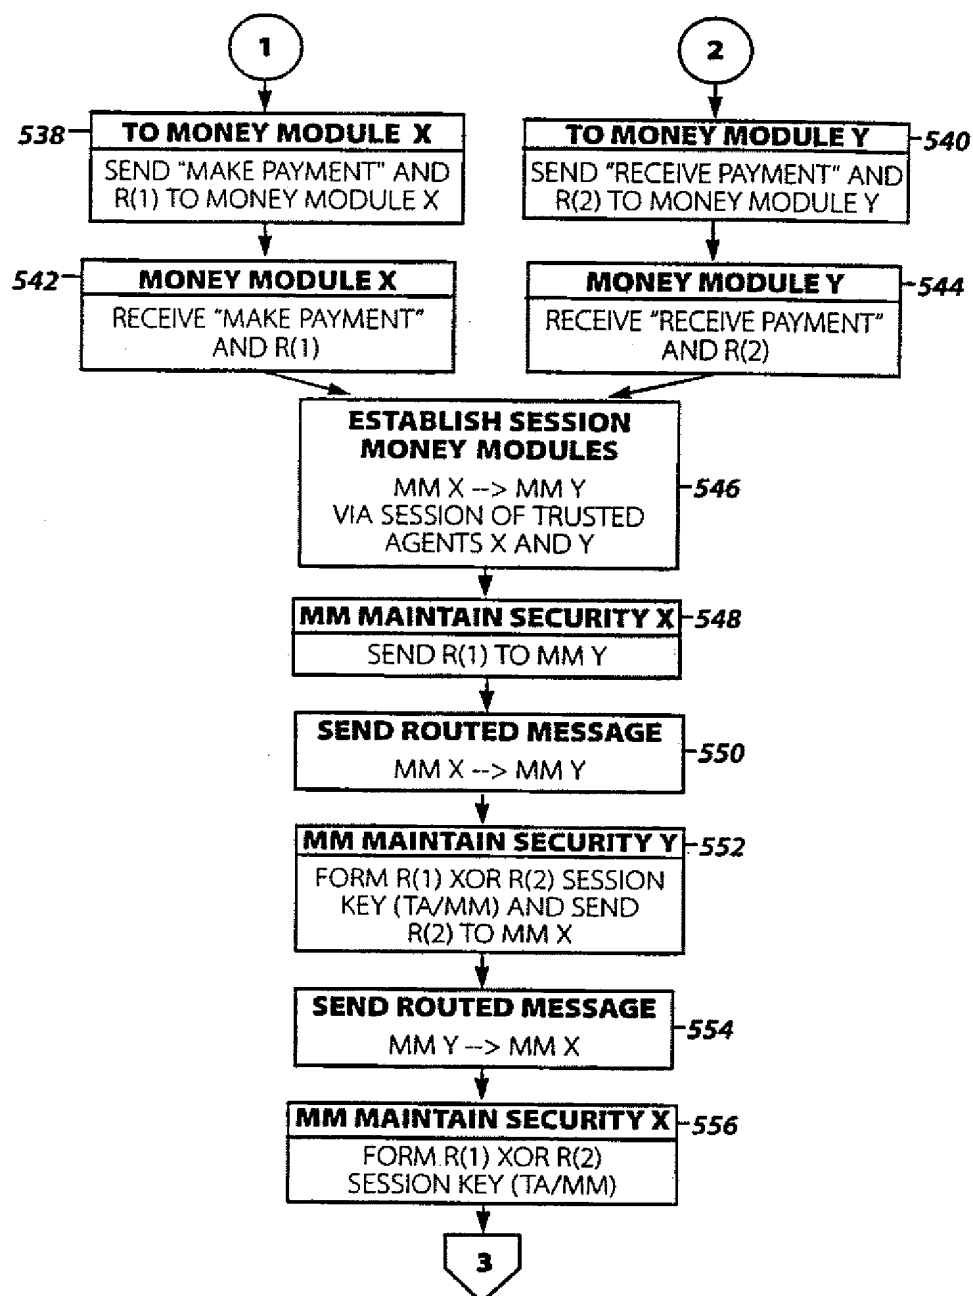 1
2
538
TO MONEY MODULE X
SEND "MAKE PAYMENT" AND
R(1) TO MONEY MODULE X
TO MONEY MODULE Y
540
SEND "RECEIVE PAYMENT" AND
R(2) TO MONEY MODULE Y
542
MONEY MODULE X
RECEIVE "MAKE PAYMENT"
AND R(1)
MONEY MODULE Y
544
RECEIVE "RECEIVE PAYMENT"
AND R(2)
ESTABLISH SESSION
MONEY MODULES
MM X --> MM Y
546
VIA SESSION OF TRUSTED
AGENTS X AND Y
MM MAINTAIN SECURITY X
548
SEND R(1) TO MM Y
SEND ROUTED MESSAGE
550
MM X --> MM Y
MM MAINTAIN SECURITY Y
552
FORM R(1) XOR R(2) SESSION
KEY (TA/MM) AND SEND
R(2) TO MM X
SEND ROUTED MESSAGE
554
MM Y --> MM X
MM MAINTAIN SECURITY X
556
FORM R(1) XOR R(2)
SESSION KEY (TA/MM)
3